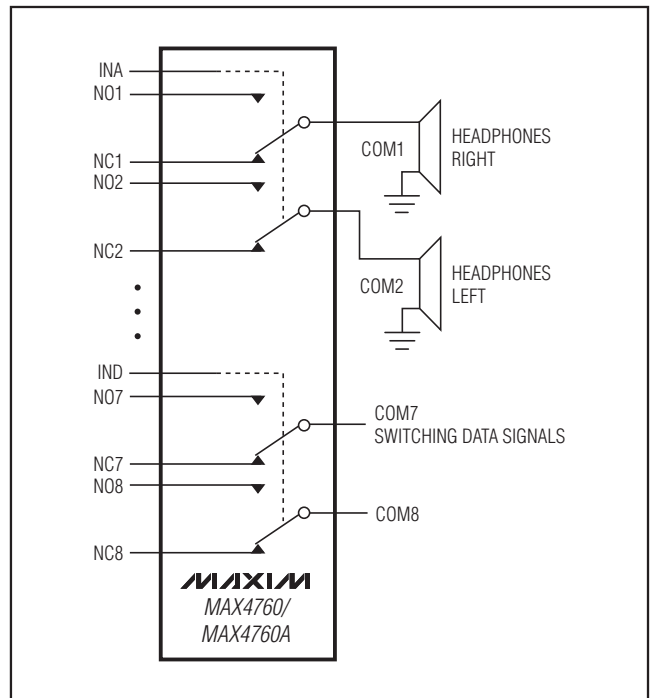 INA
NO1
COM1
HEADPHONES
RIGHT
NC1
NO2
NC2
COM2
HEADPHONES
LEFT
IND
NO7
COM7
SWITCHING DATA SIGNALS
NC7
NO8
COM8
NC8
MAXIM
MAX4760/
MAX4760A